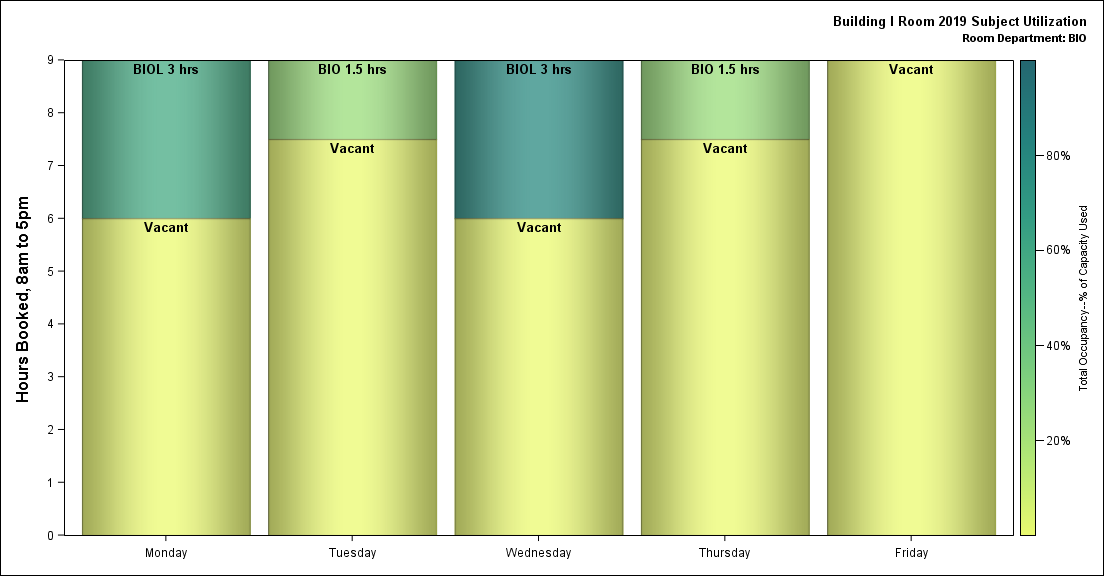 Building I Room 2019 Subject Utilization
Room Department: BIO
Hours Booked, 8am to 5pm
9
8
7
6
5
4
3
2
1
0
BIOL 3 hrs
Vacant
BIO 1.5 hrs
Vacant
BIOL 3 hrs
Vacant
BIO 1.5 hrs
Vacant
Vacant
Monday
Tuesday
Wednesday
Thursday
Friday
80%
60%
40%
20%
Total Occupancy--% of Capacity Used